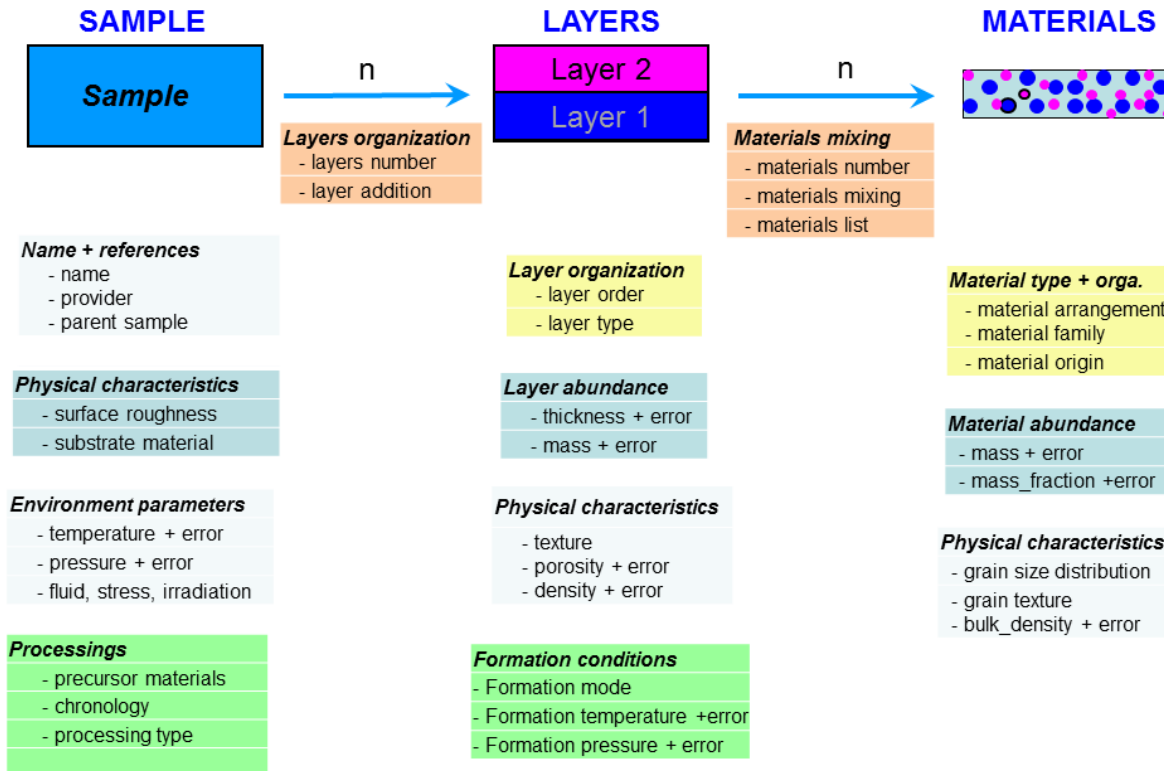 SAMPLE
Sample
n
Layers organization
- layers number
- layer addition
LAYERS
Layer 2
Layer 1
n
Materials mixing
- materials number
- materials mixing
- materials list
MATERIALS
Name + references
- name
- provider
- parent sample
Physical characteristics
- surface roughness
- substrate material
Environment parameters
- temperature + error
- pressure + error
- fluid, stress, irradiation
Processings
- precursor materials
- chronology
- processing type
Layer organization
- layer order
- layer type
Layer abundance
- thickness + error
- mass + error
Physical characteristics
- texture
- porosity + error
- density + error
Formation conditions
- Formation mode
- Formation temperature +error
- Formation pressure + error
Material type + orga.
- material arrangement
- material family
- material origin
Material abundance
- mass + error
- mass_fraction +error
Physical characteristics
- grain size distribution
- grain texture
- bulk_density + error